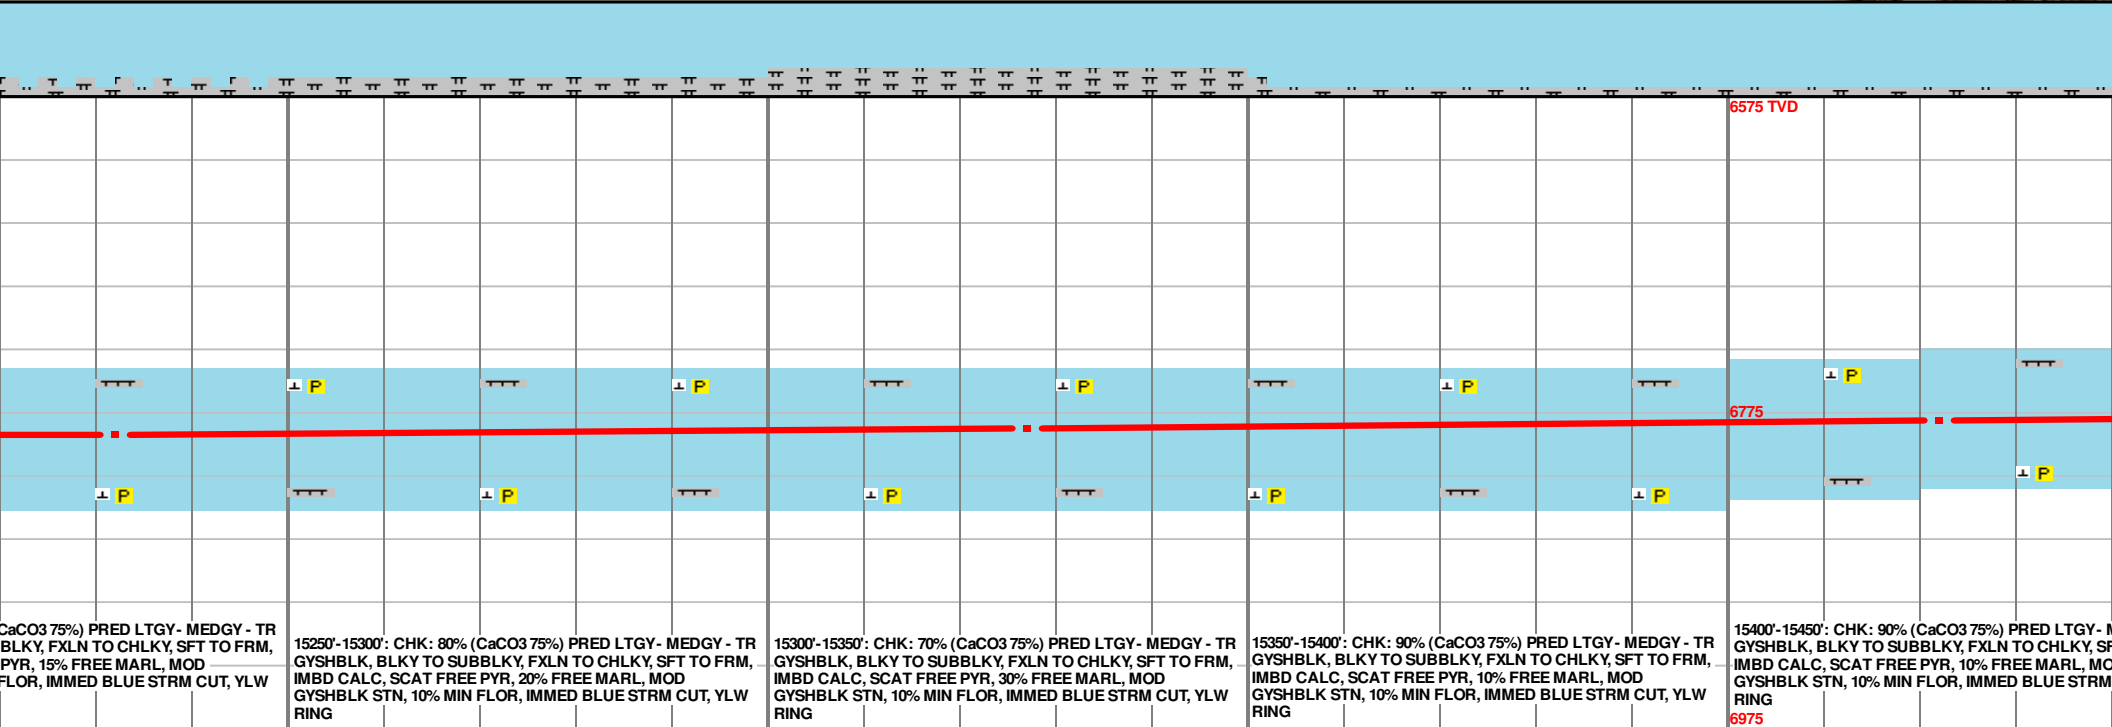 6575 TVD
P
P
P
P
P
P
6775
P
P
P
P
P
CaCO3 75%) PRED LTGY - MEDGY - TR
BLKY, FXLN TO CHLKY, SFT TO FRM,
PYR, 15% FREE MARL, MOD
FLOR, IMMED BLUE STRM CUT, YLW
15250'-15300': CHK: 80% (CaCO3 75%) PRED LTGY - MEDGY - TR
GYSHBLK, BLKY TO SUBBLKY, FXLN TO CHLKY, SFT TO FRM,
IMBD CALC, SCAT FREE PYR, 20% FREE MARL, MOD
GYSHBLK STN, 10% MIN FLOR, IMMED BLUE STRM CUT, YLW
RING
15300'-15350': CHK: 70% (CaCO3 75%) PRED LTGY - MEDGY - TR
GYSHBLK, BLKY TO SUBBLKY, FXLN TO CHLKY, SFT TO FRM,
IMBD CALC, SCAT FREE PYR, 30% FREE MARL, MOD
GYSHBLK STN, 10% MIN FLOR, IMMED BLUE STRM CUT, YLW
RING
15350'-15400': CHK: 90% (CaCO3 75%) PRED LTGY - MEDGY - TR
GYSHBLK, BLKY TO SUBBLKY, FXLN TO CHLKY, SFT TO FRM,
IMBD CALC, SCAT FREE PYR, 10% FREE MARL, MOD
GYSHBLK STN, 10% MIN FLOR, IMMED BLUE STRM CUT, YLW
RING
15400'-15450': CHK: 90% (CaCO3 75%) PRED LTGY - M
GYSHBLK, BLKY TO SUBBLKY, FXLN TO CHLKY, SF
IMBD CALC, SCAT FREE PYR, 10% FREE MARL, MO
GYSHBLK STN, 10% MIN FLOR, IMMED BLUE STRM
RING
6975